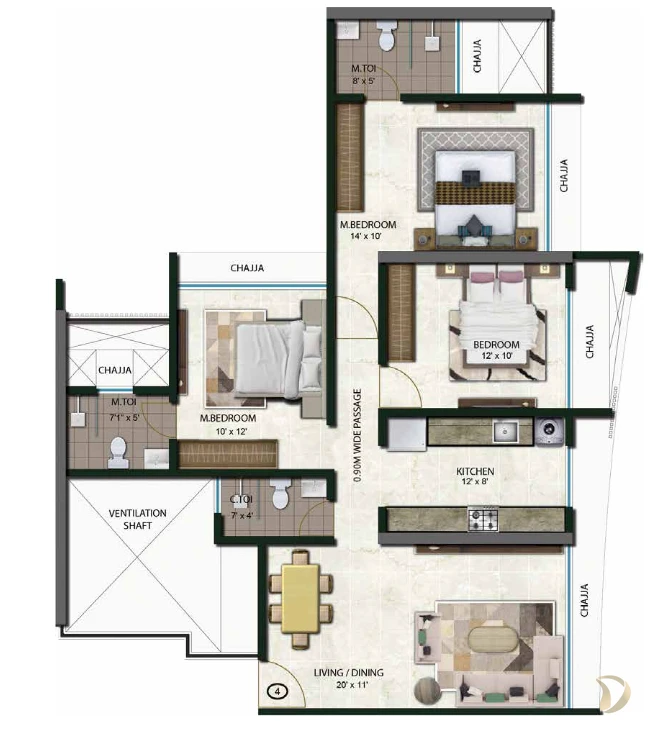 M.TOI
8' x 5'
CHAJJA
CHAJJA
M.BEDROOM
14' x 10'
CHAJJA
BEDROOM
12' x 10'
CHAJJA
CHAJJA
M.TOI
7'1" x 5'
M.BEDROOM
10' x 12'
0.90M WIDE PASSAGE
KITCHEN
12' x 8'
VENTILATION
SHAFT
C.TOI
7' x 4'
CHAJJA
LIVING / DINING
20' x 11'
4